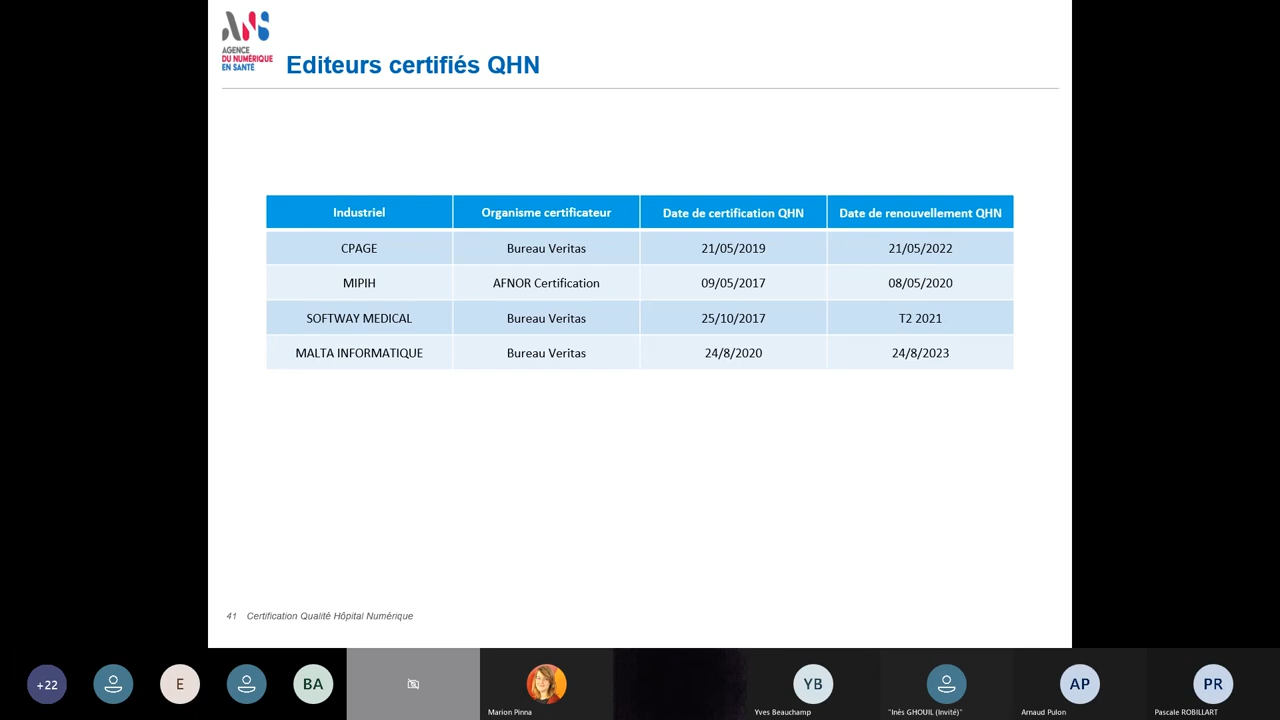 ANS
AGENCE
DU NUMÉRIQUE
EN SANTÉ
Editeurs certifiés QHN
Industriel Organisme certificateur Date de certification QHN Date de renouvellement QHN
CPAGE Bureau Veritas 21/05/2019 21/05/2022
MIPIH AFNOR Certification 09/05/2017 08/05/2020
SOFTWAY MEDICAL Bureau Veritas 25/10/2017 T2 2021
MALTA INFORMATIQUE Bureau Veritas 24/8/2020 24/8/2023
41 Certification Qualité Hôpital Numérique
+22 E BA YB AP PR
Marion Pinna Yves Beauchamp "Inès GHOUIL (Invité)" Arnaud Pulon Pascale ROBILLART